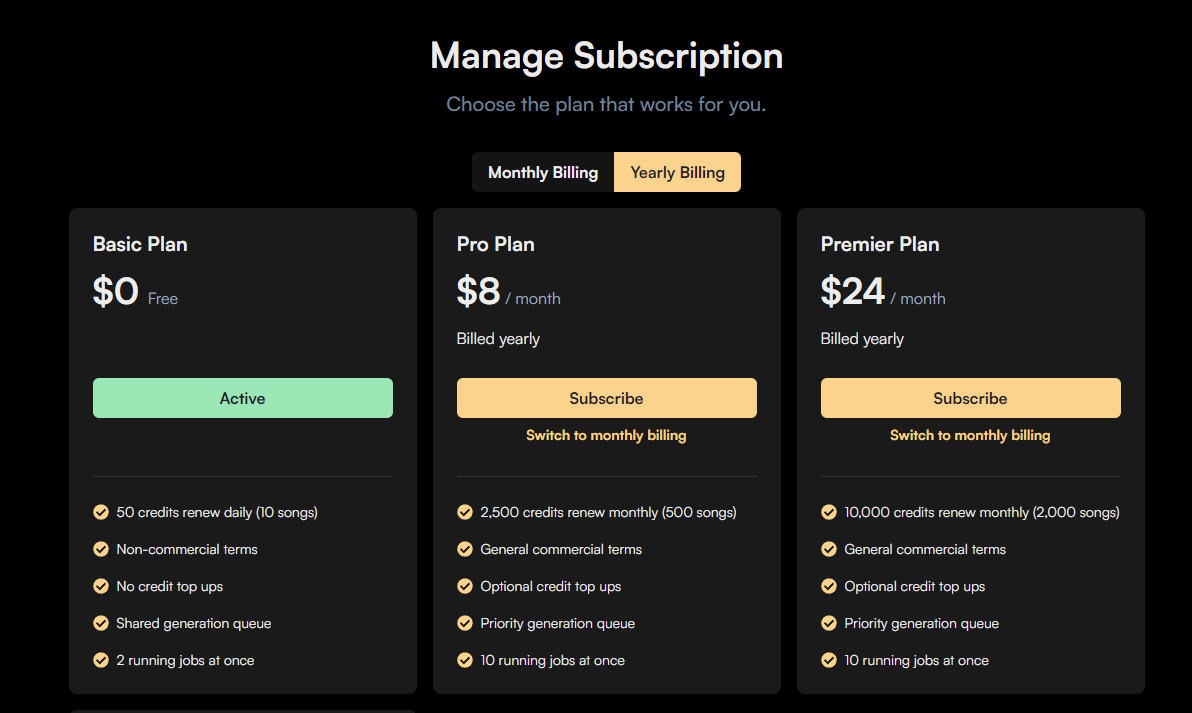 Manage Subscription
Choose the plan that works for you.
Monthly Billing
Yearly Billing
Basic Plan
$0 Free
Active
50 credits renew daily (10 songs)
Non-commercial terms
No credit top ups
Shared generation queue
2 running jobs at once
Pro Plan
$8 / month
Billed yearly
Subscribe
Switch to monthly billing
2,500 credits renew monthly (500 songs)
General commercial terms
Optional credit top ups
Priority generation queue
10 running jobs at once
Premier Plan
$24 / month
Billed yearly
Subscribe
Switch to monthly billing
10,000 credits renew monthly (2,000 songs)
General commercial terms
Optional credit top ups
Priority generation queue
10 running jobs at once